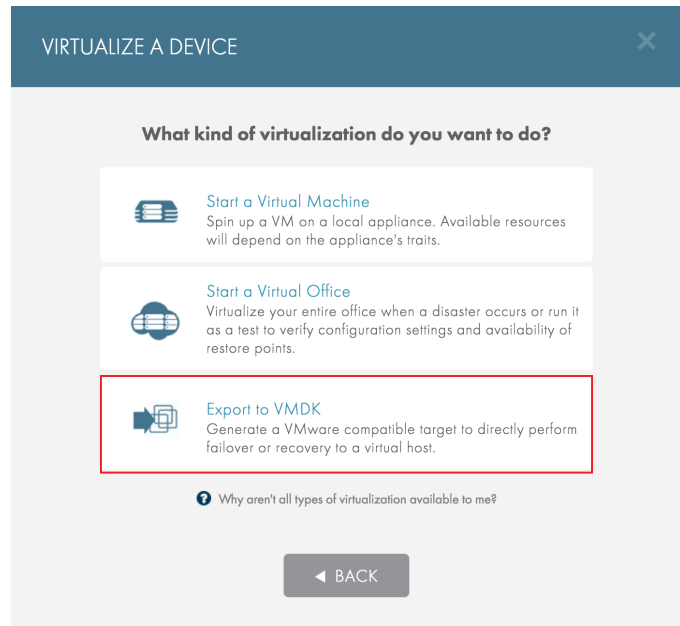 VIRTUALIZE A DEVICE
What kind of virtualization do you want to do?
Start a Virtual Machine
Spin up a VM on a local appliance. Available resources
will depend on the appliance's traits.
Start a Virtual Office
Virtualize your entire office when a disaster occurs or run it
as a test to verify configuration settings and availability of
restore points.
Export to VMDK
Generate a VMware compatible target to directly perform
failover or recovery to a virtual host.
? Why aren't all types of virtualization available to me?
BACK